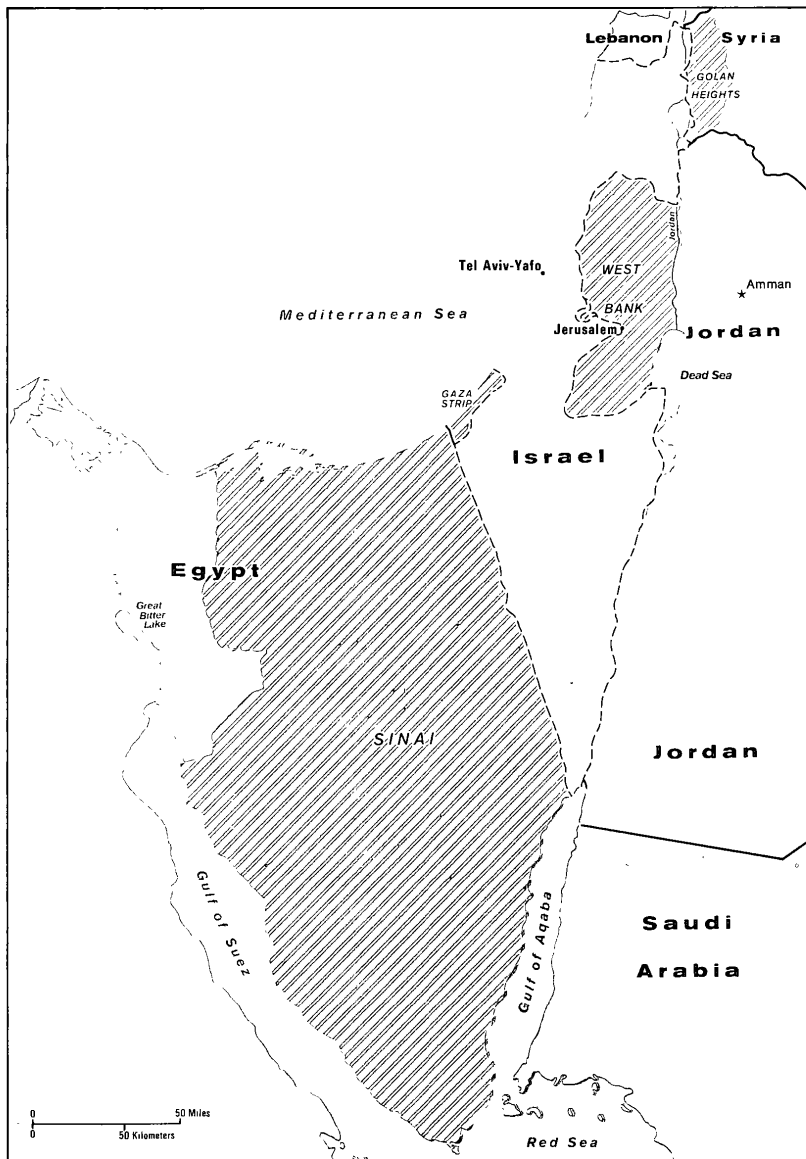 Lebanon
Syria
GOLAN
HEIGHTS
Jordan
Tel Aviv-Yafo
WEST
BANK
Amman
Mediterranean Sea
Jerusalem
Jordan
Dead Sea
GAZA
STRIP
Israel
Egypt
Great
Bitter
Lake
SINAI
Jordan
Gulf of Suez
Gulf of Aqaba
Saudi
Arabia
0 50 Miles
0 50 Kilometers
Red Sea